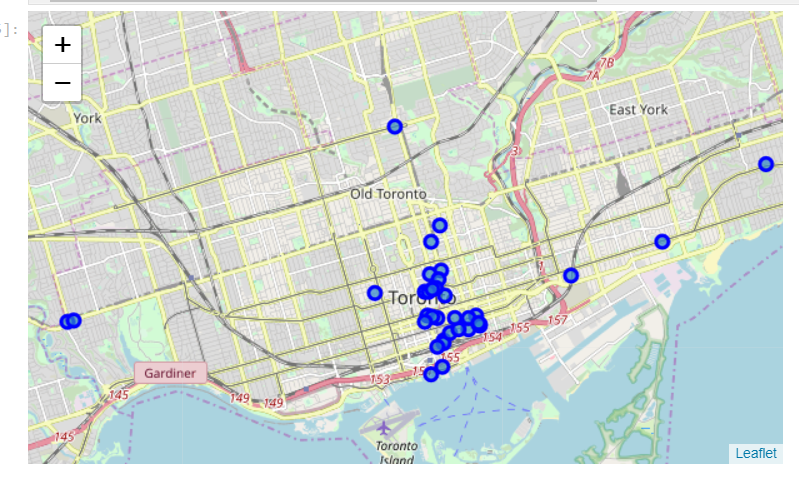 ]:
+
−
York
7B
7A
East York
3
Old Toronto
1
Toronto
157
155
154
155
153
Gardiner
145
149
149
145
Toronto
Island
Leaflet